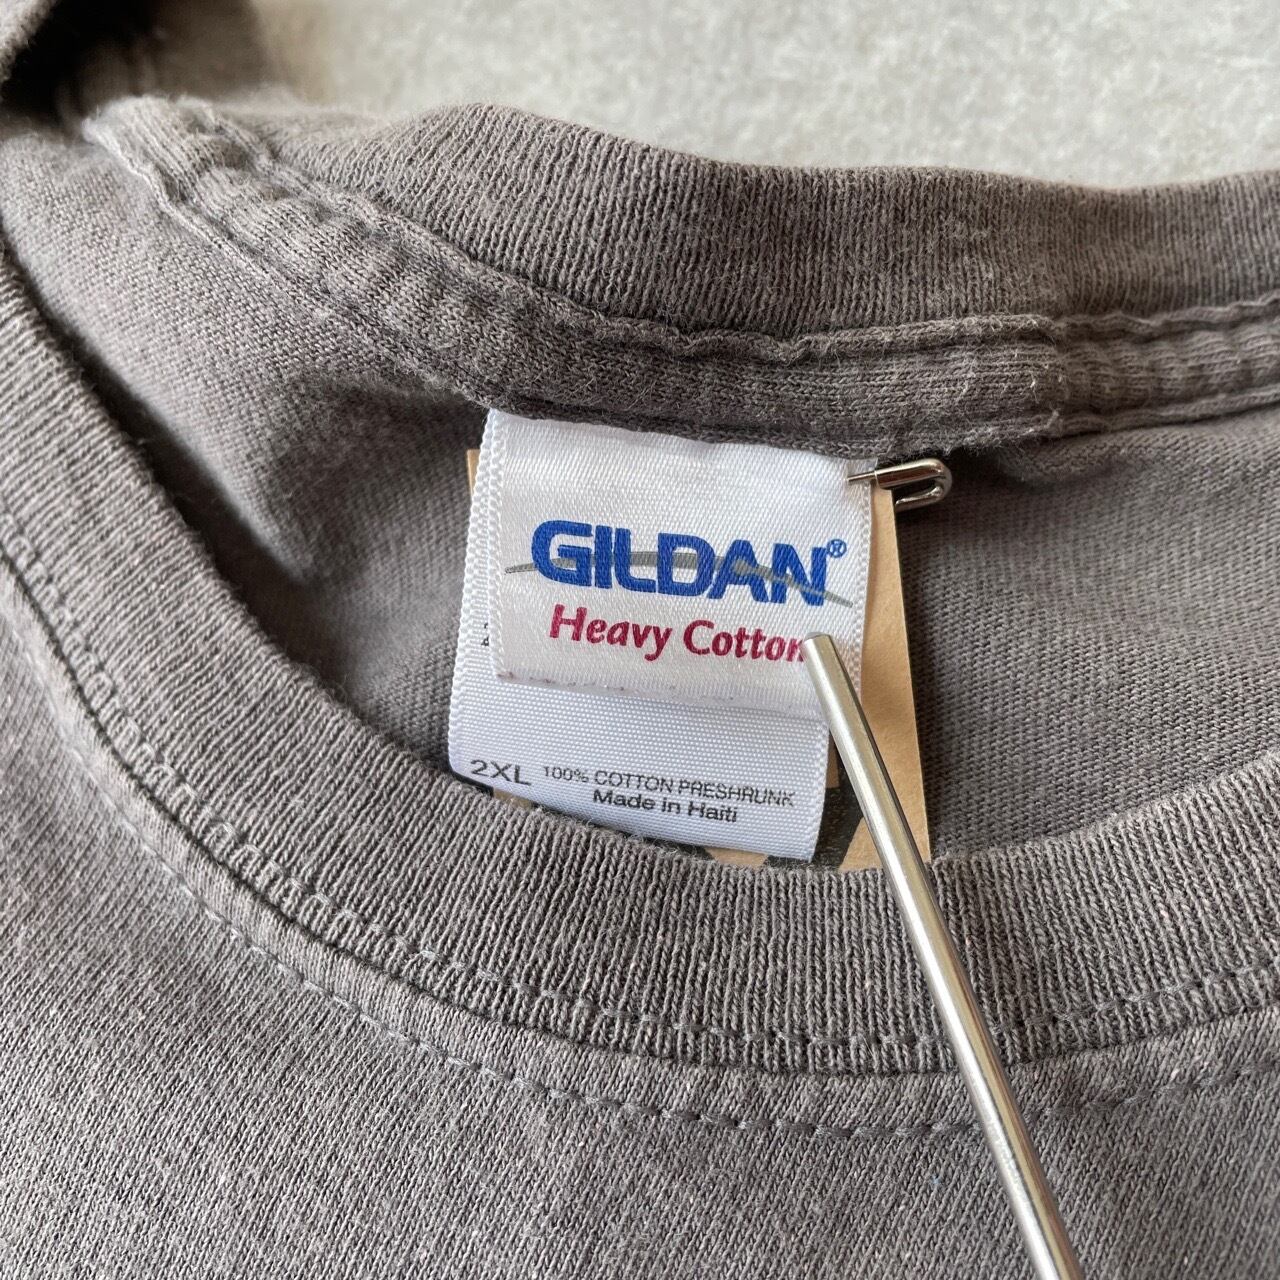 GILDAN®
Heavy Cotton
2XL 100% COTTON PRESHRUNK
Made in Haiti